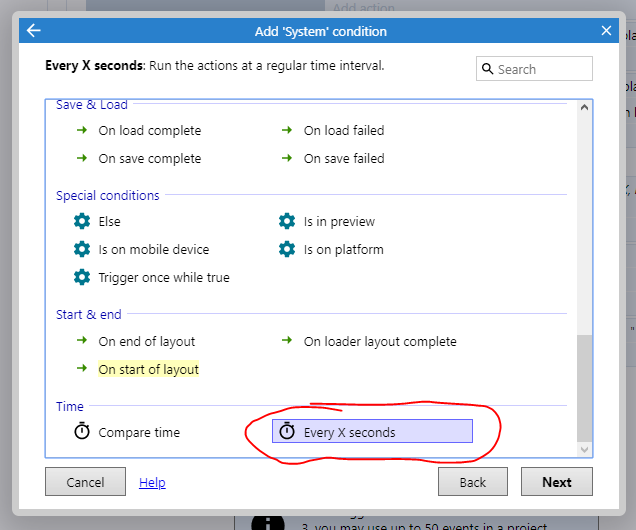 Add action
Add 'System' condition
Every X seconds: Run the actions at a regular time interval.
Search
Save & Load
On load complete
On load failed
On save complete
On save failed
Special conditions
Else
Is in preview
Is on mobile device
Is on platform
Trigger once while true
Start & end
On end of layout
On loader layout complete
On start of layout
Time
Compare time
Every X seconds
Cancel
Help
Back
Next
3. you may use up to 50 events in a project